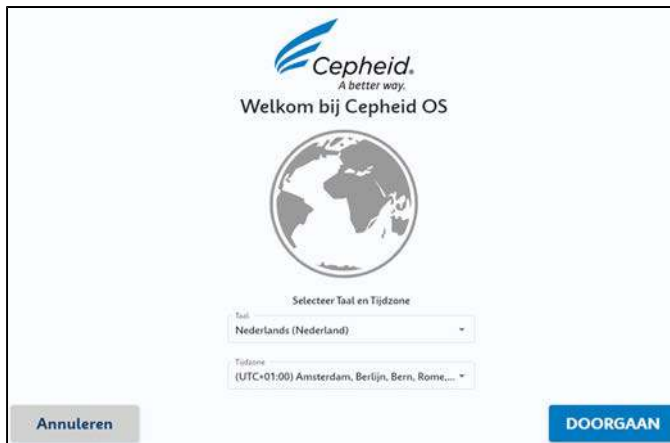 Cepheid.
A better way.
Welkom bij Cepheid OS
Selecteer Taal en Tijdzone
Taal
Nederlands (Nederland)
Tijdzone
(UTC+01:00) Amsterdam, Berlijn, Bern, Rome,...
Annuleren
DOORGAAN